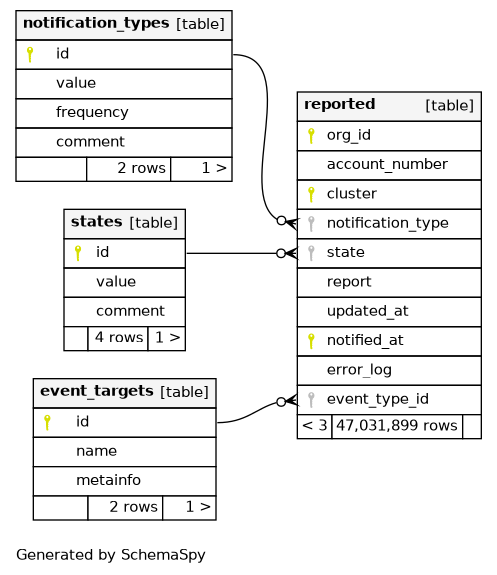 notification_types [table]
id
value
frequency
comment
2 rows 1 >
states [table]
id
value
comment
4 rows 1 >
event_targets [table]
id
name
metainfo
2 rows 1 >
reported [table]
org_id
account_number
cluster
notification_type
state
report
updated_at
notified_at
error_log
event_type_id
< 3 47,031,899 rows
Generated by SchemaSpy